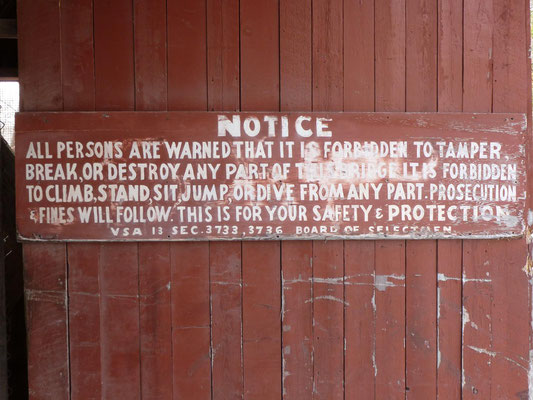 NOTICE
ALL PERSONS ARE WARNED THAT IT IS FORBIDDEN TO TAMPER,
BREAK, OR DESTROY ANY PART OF THIS BRIDGE. IT IS FORBIDDEN
TO CLIMB, STAND, SIT, JUMP, OR DIVE FROM ANY PART. PROSECUTION
& FINES WILL FOLLOW. THIS IS FOR YOUR SAFETY & PROTECTION
VSA 13 SEC. 3733, 3736 BOARD OF SELECTMEN